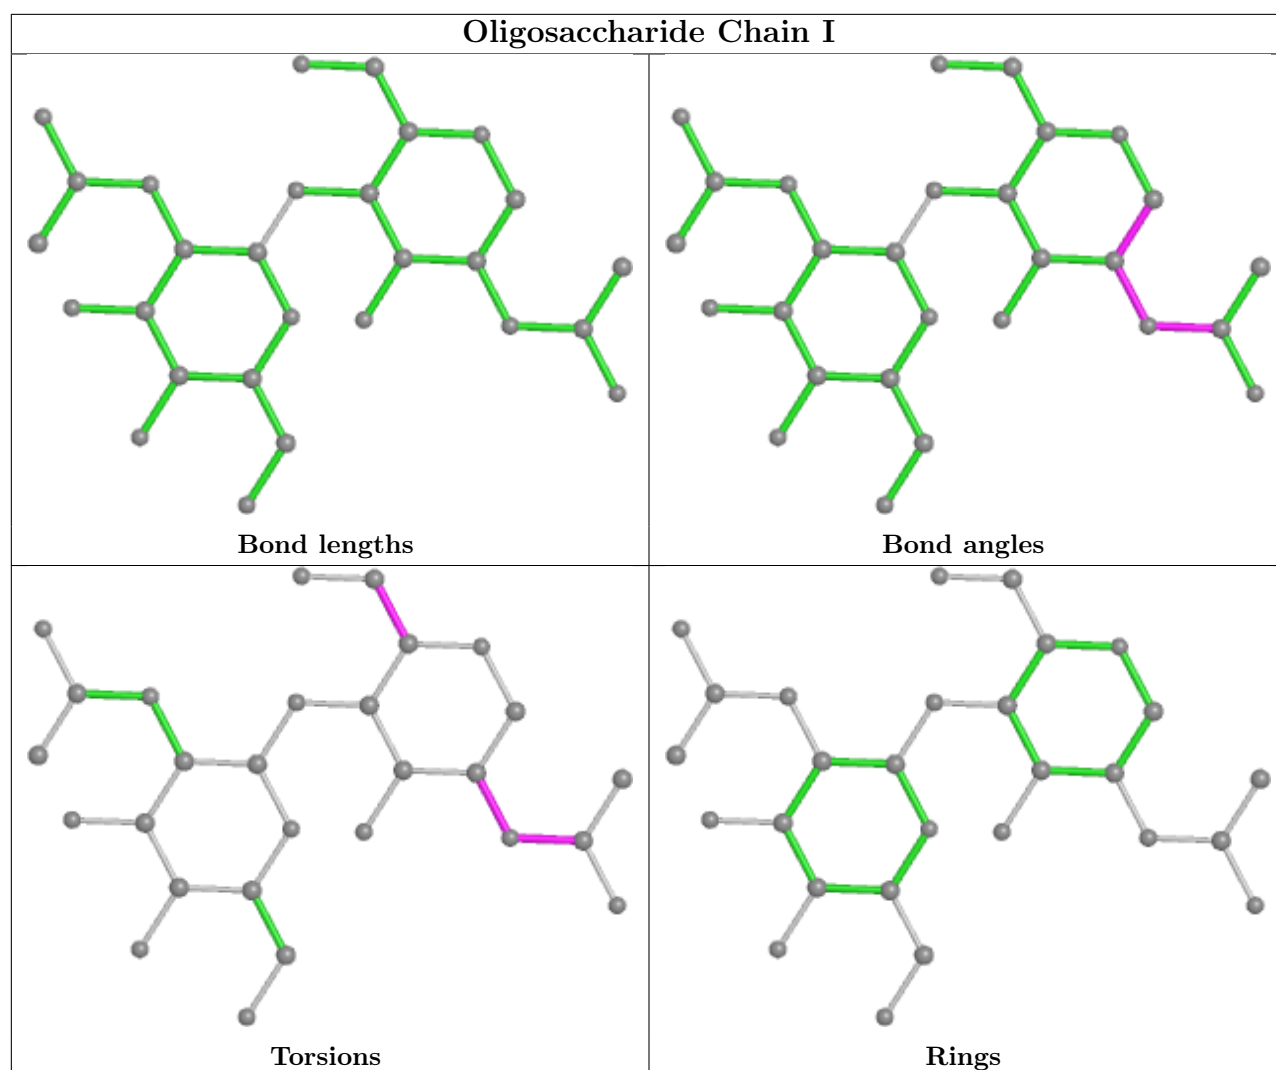 Oligosaccharide Chain I
Bond lengths
Bond angles
Torsions
Rings